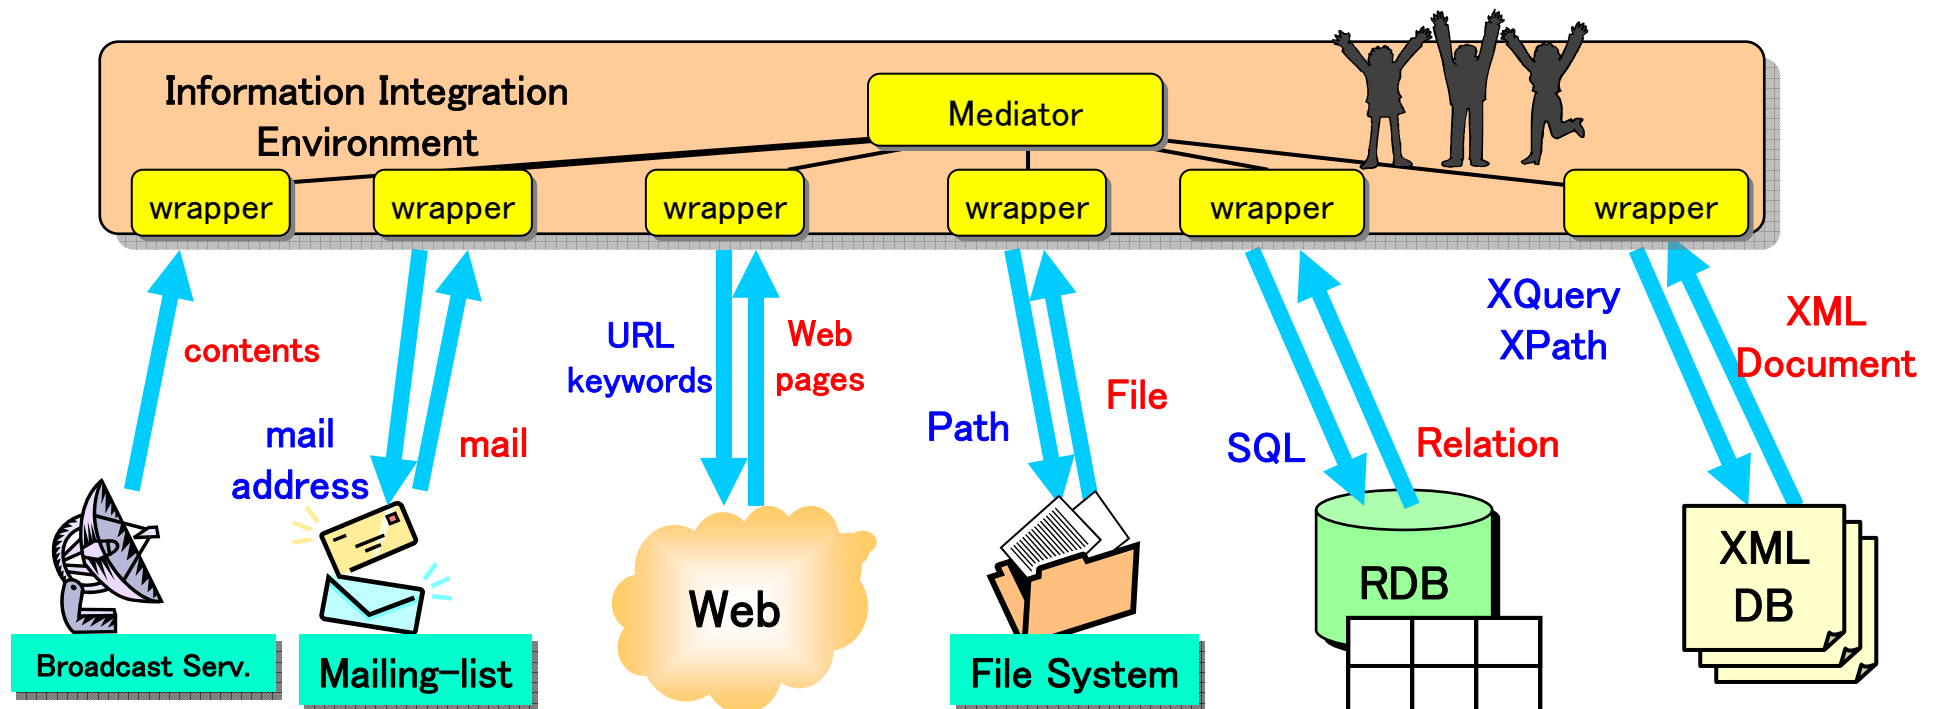 Information Integration
Environment
Mediator
wrapper
wrapper
wrapper
wrapper
wrapper
wrapper
contents
mail
address
mail
URL
keywords
Web
pages
Path
File
SQL
Relation
XQuery
XPath
XML
Document
Broadcast Serv.
Mailing-list
Web
File System
RDB
XML
DB